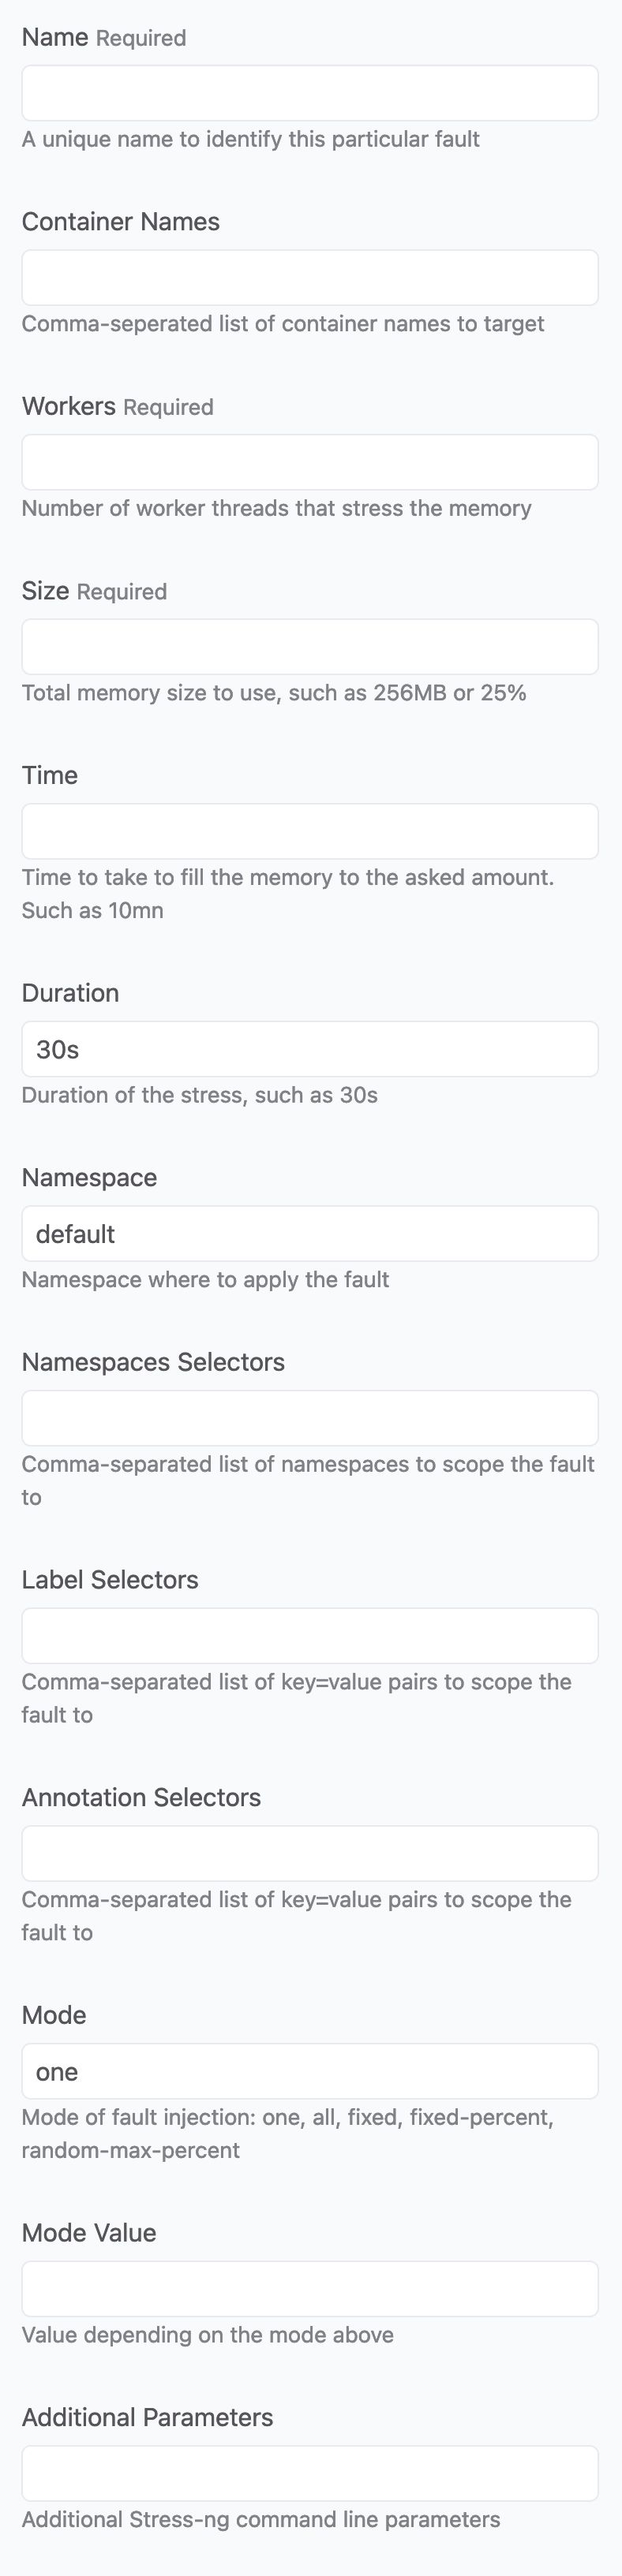 Name Required
A unique name to identify this particular fault
Container Names
Comma-seperated list of container names to target
Workers Required
Number of worker threads that stress the memory
Size Required
Total memory size to use, such as 256MB or 25%
Time
Time to take to fill the memory to the asked amount.
Such as 10mn
Duration
30s
Duration of the stress, such as 30s
Namespace
default
Namespace where to apply the fault
Namespaces Selectors
Comma-separated list of namespaces to scope the fault
to
Label Selectors
Comma-separated list of key=value pairs to scope the
fault to
Annotation Selectors
Comma-separated list of key=value pairs to scope the
fault to
Mode
one
Mode of fault injection: one, all, fixed, fixed-percent,
random-max-percent
Mode Value
Value depending on the mode above
Additional Parameters
Additional Stress-ng command line parameters